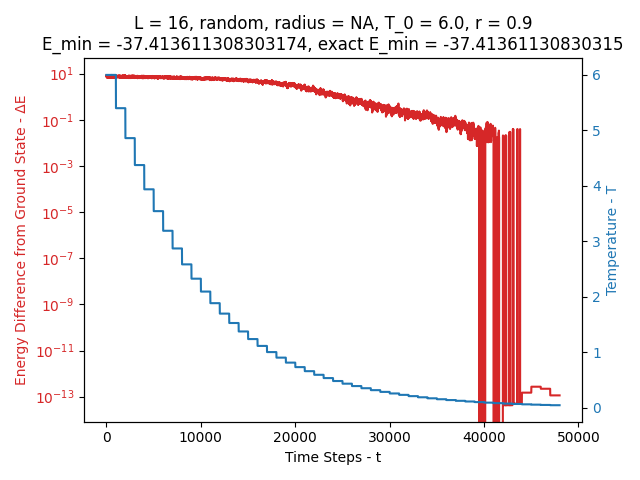 L = 16, random, radius = NA, T_0 = 6.0, r = 0.9
E_min = -37.413611308303174, exact E_min = -37.41361130830315
10¹
10⁻¹
10⁻³
10⁻⁵
10⁻⁷
10⁻⁹
10⁻¹¹
10⁻¹³
Energy Difference from Ground State - ΔE
6
5
4
3
2
1
0
Temperature - T
0 10000 20000 30000 40000 50000
Time Steps - t